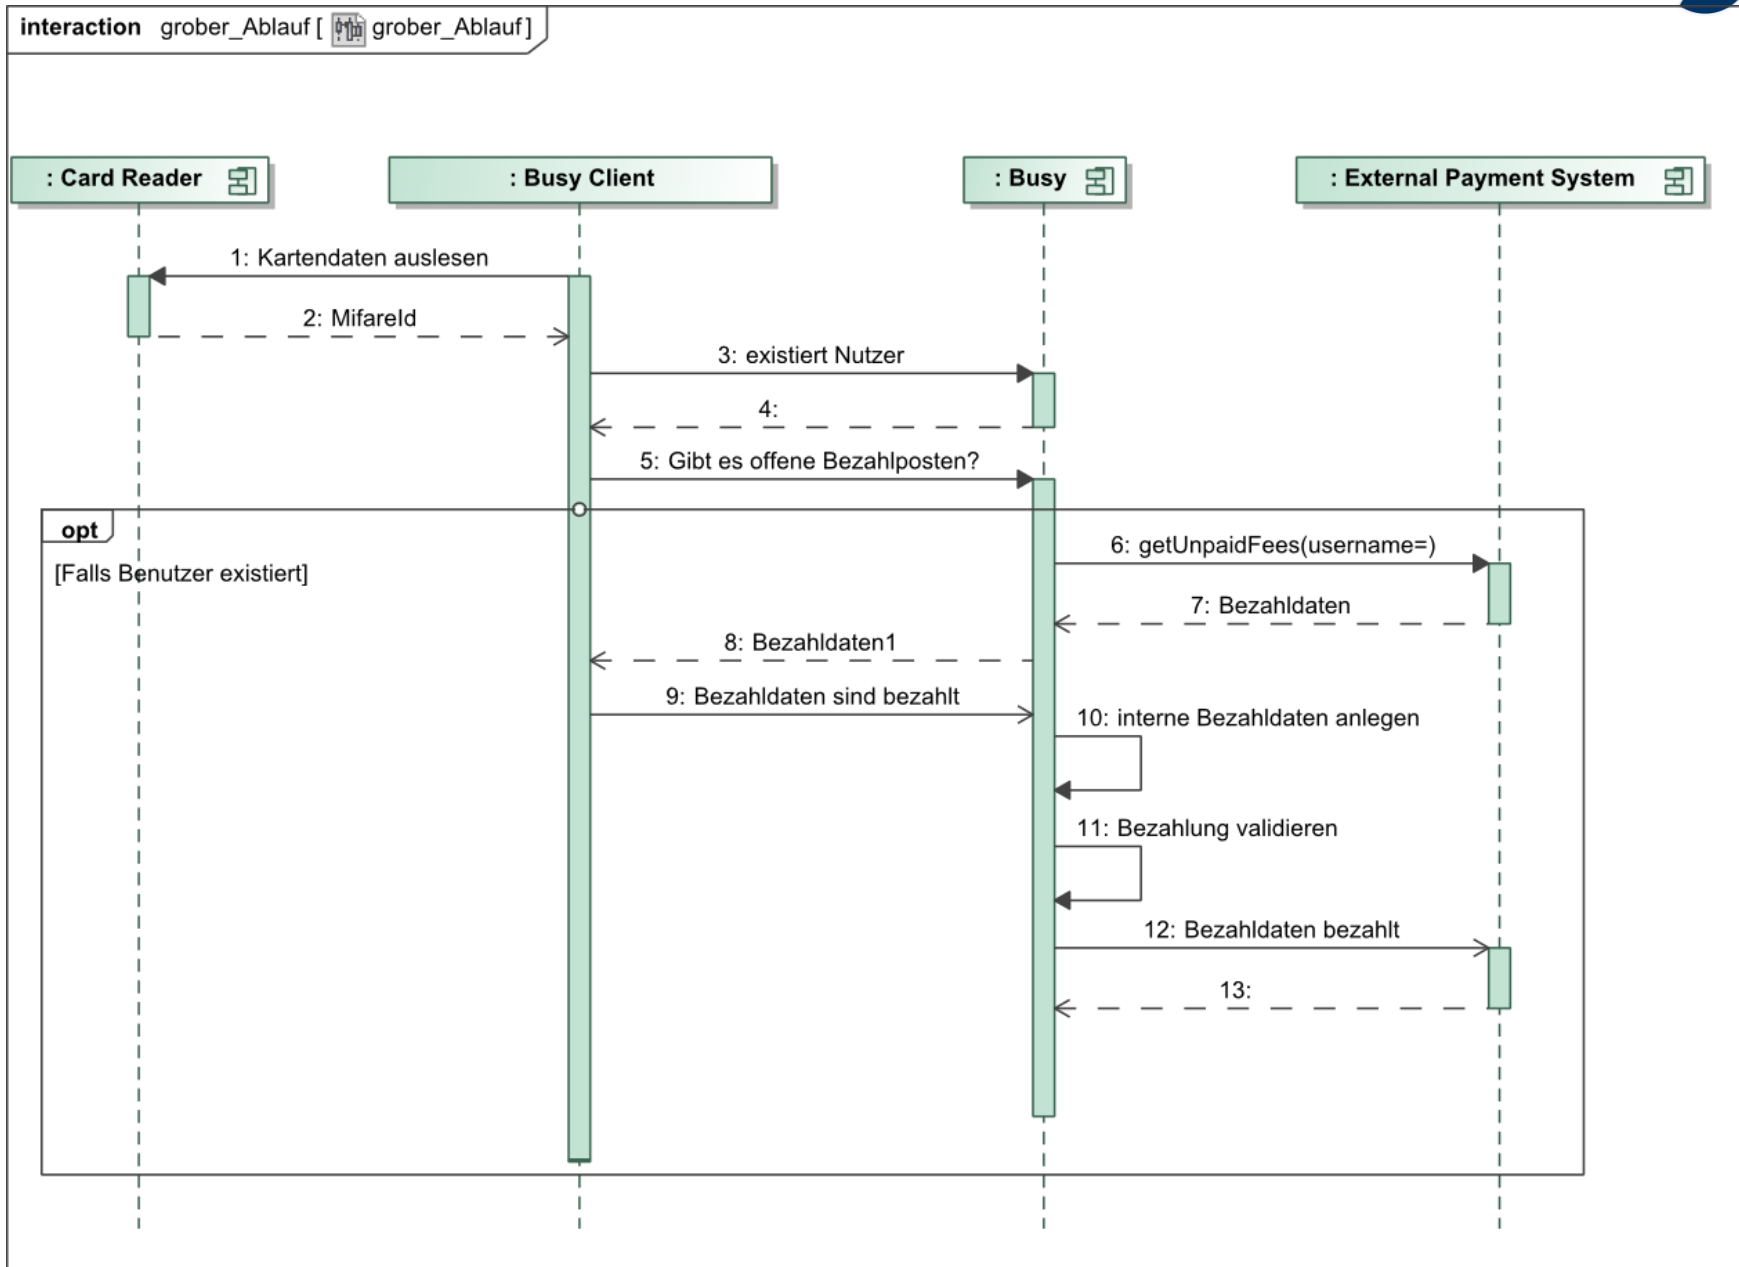 interaction grober_Ablauf [ grober_Ablauf ]
: Card Reader
: Busy Client
: Busy
: External Payment System
1: Kartendaten auslesen
2: MifareId
3: existiert Nutzer
4:
5: Gibt es offene Bezahlposten?
opt
[Falls Benutzer existiert]
6: getUnpaidFees(username=)
7: Bezahldaten
8: Bezahldaten1
9: Bezahldaten sind bezahlt
10: interne Bezahldaten anlegen
11: Bezahlung validieren
12: Bezahldaten bezahlt
13: